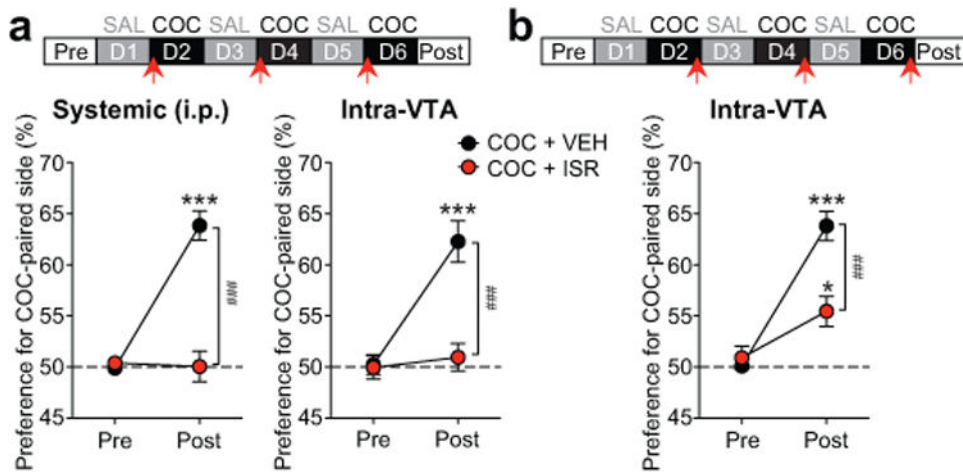 a
SAL COC SAL COC SAL COC
Pre D1 D2 D3 D4 D5 D6 Post
Systemic (i.p.)
Preference for COC-paired side (%)
70
65
60
55
50
45
***
###
Pre Post
Intra-VTA
COC + VEH
COC + ISR
Preference for COC-paired side (%)
70
65
60
55
50
45
***
###
Pre Post
b
SAL COC SAL COC SAL COC
Pre D1 D2 D3 D4 D5 D6 Post
Intra-VTA
Preference for COC-paired side (%)
70
65
60
55
50
45
***
*
###
Pre Post